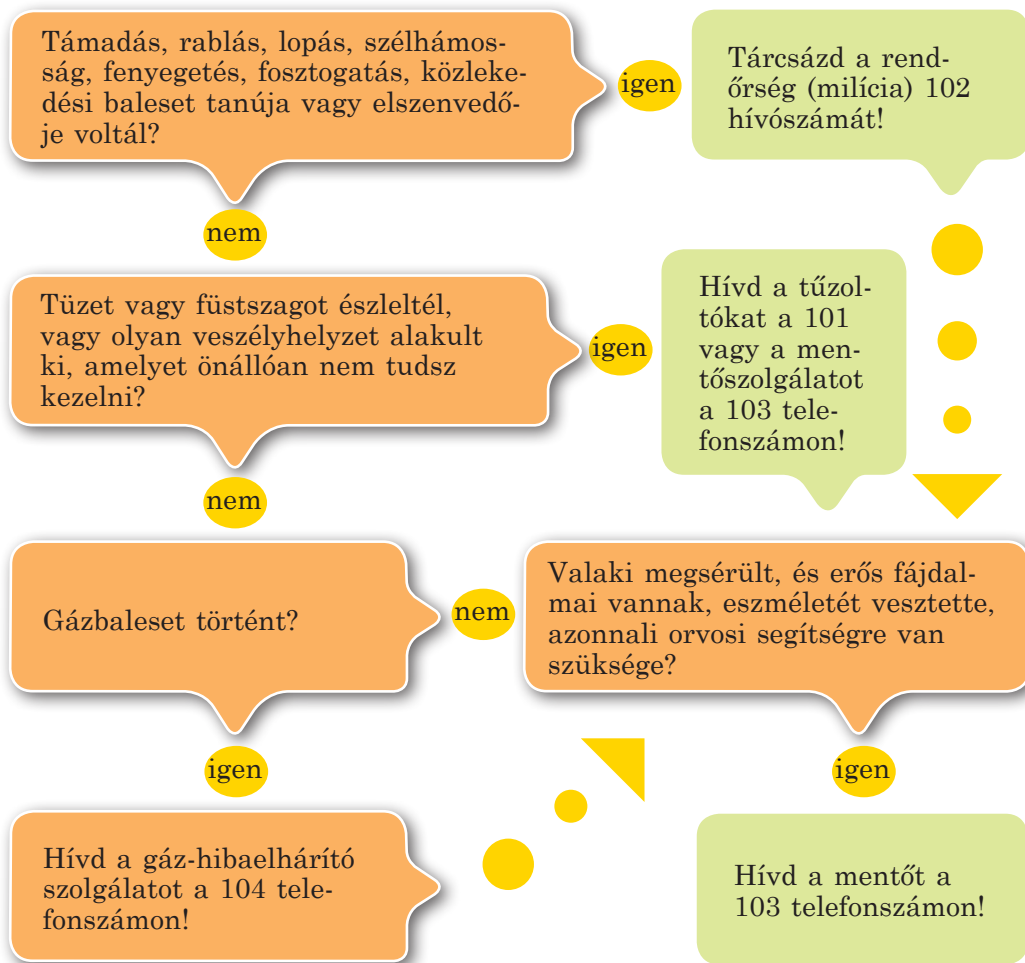 Támadás, rablás, lopás, szélhámos-
ság, fenyegetés, fosztogatás, közleke-
dési baleset tanúja vagy elszenvedő-
je voltál?
igen
Tárcsázd a rend-
őrség (milícia) 102
hívószámát!
nem
Tüzet vagy füstszagot észleltél,
vagy olyan veszélyhelyzet alakult
ki, amelyet önállóan nem tudsz
kezelni?
igen
Hívd a tűzol-
tókat a 101
vagy a men-
tőszolgálatot
a 103 tele-
fonszámon!
nem
Gázbaleset történt?
nem
Valaki megsérült, és erős fájdal-
mai vannak, eszméletét vesztette,
azonnali orvosi segítségre van
szüksége?
igen
igen
Hívd a gáz-hibaelhárító
szolgálatot a 104 tele-
fonszámon!
Hívd a mentőt a
103 telefonszámon!